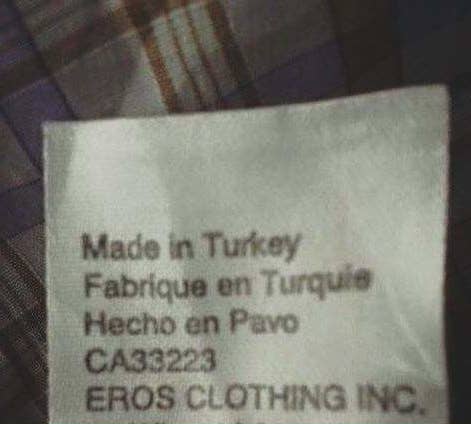 Made in Turkey
Fabrique en Turquie
Hecho en Pavo
CA33223
EROS CLOTHING INC.